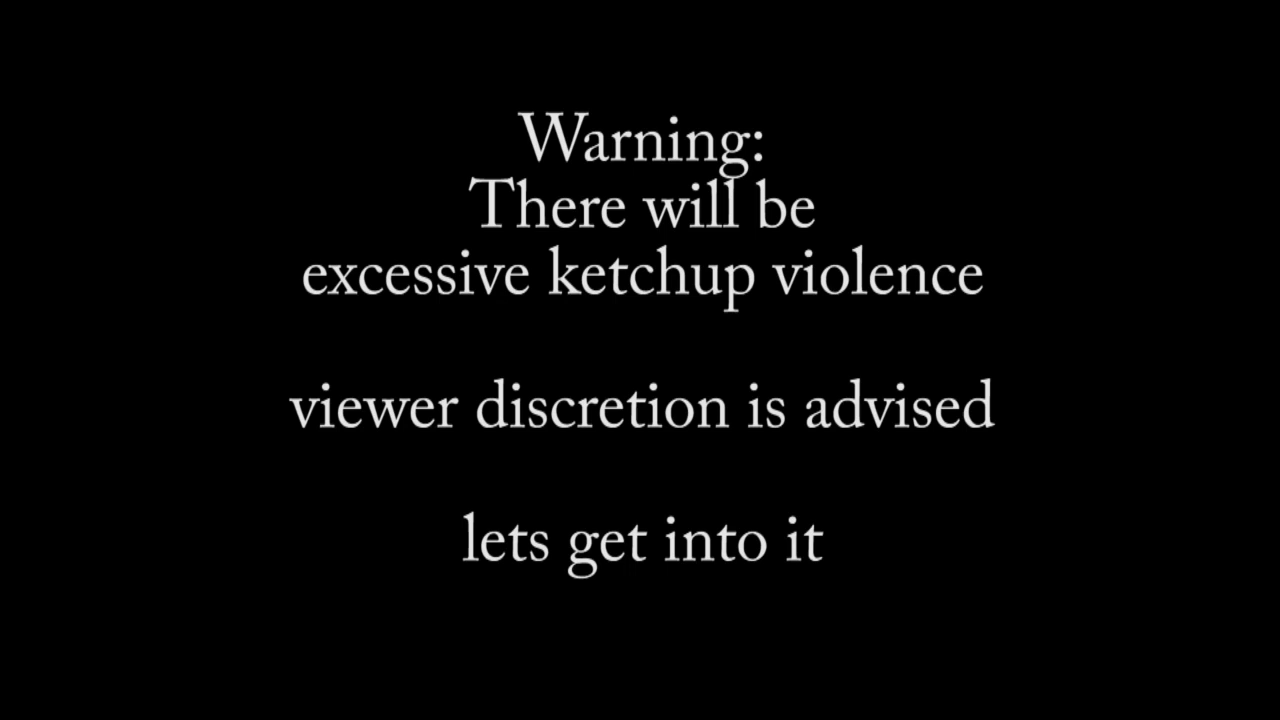 Warning:
There will be
excessive ketchup violence
viewer discretion is advised
lets get into it